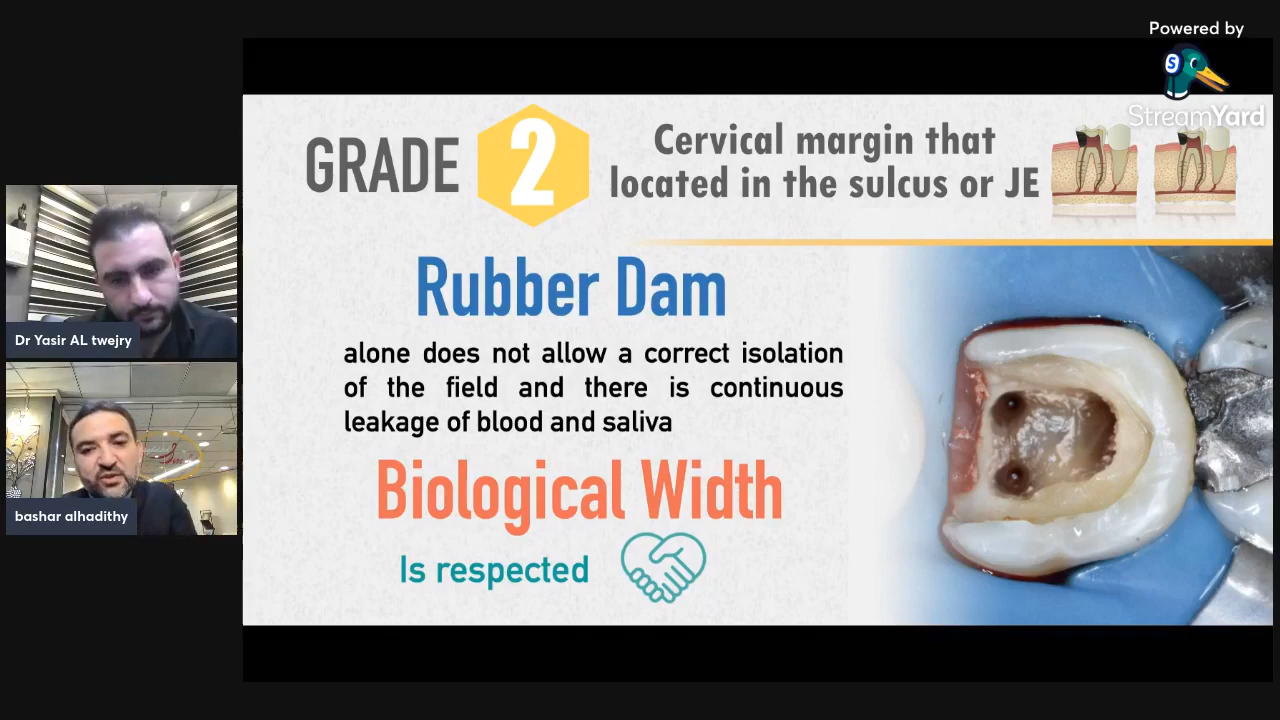 Powered by
S
StreamYard
GRADE 2
Cervical margin that
located in the sulcus or JE
Rubber Dam
alone does not allow a correct isolation
of the field and there is continuous
leakage of blood and saliva
Biological Width
Is respected
Dr Yasir AL twejry
bashar alhadithy